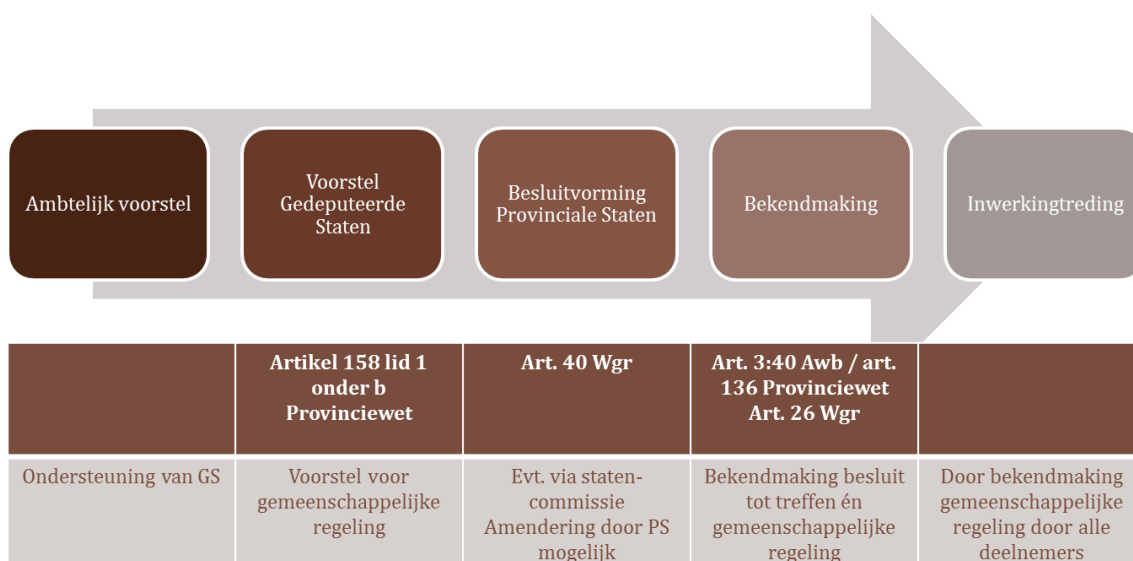 Ambtelijk voorstel
Voorstel
Gedeputeerde
Staten
Besluitvorming
Provinciale Staten
Bekendmaking
Inwerkingtreding
Artikel 158 lid 1
onder b
Provinciewet
Art. 40 Wgr
Art. 3:40 Awb / art.
136 Provinciewet
Art. 26 Wgr
Ondersteuning van GS
Voorstel voor
gemeenschappelijke
regeling
Evt. via staten-
commissie
Amendering door PS
mogelijk
Bekendmaking besluit
tot treffen én
gemeenschappelijke
regeling
Door bekendmaking
gemeenschappelijke
regeling door alle
deelnemers